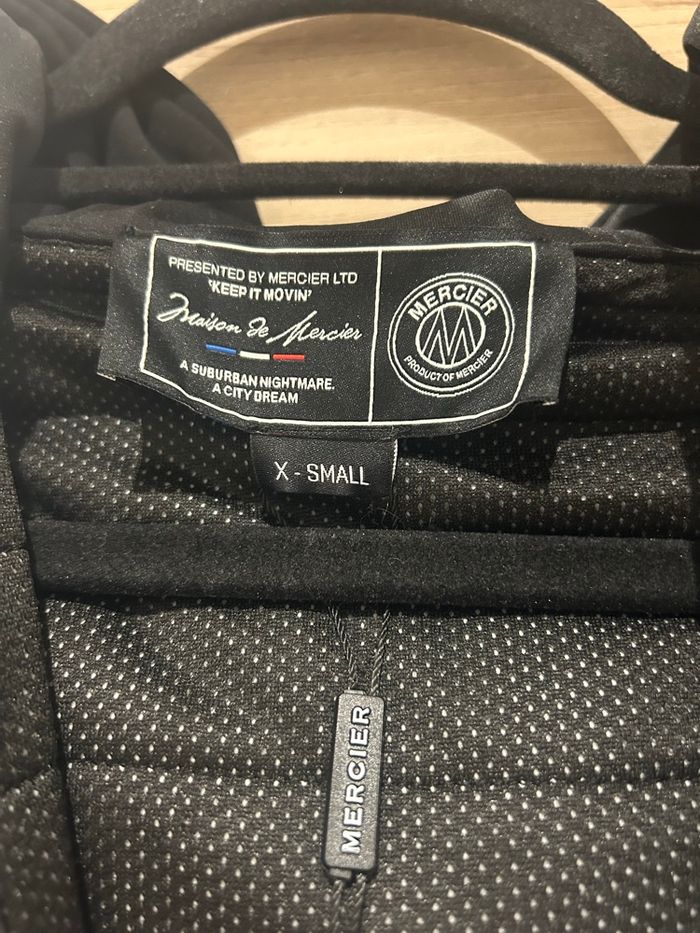 PRESENTED BY MERCIER LTD
'KEEP IT MOVIN'
Maison de Mercier
A SUBURBAN NIGHTMARE.
A CITY DREAM
MERCIER
PRODUCT OF MERCIER
X - SMALL
MERCIER